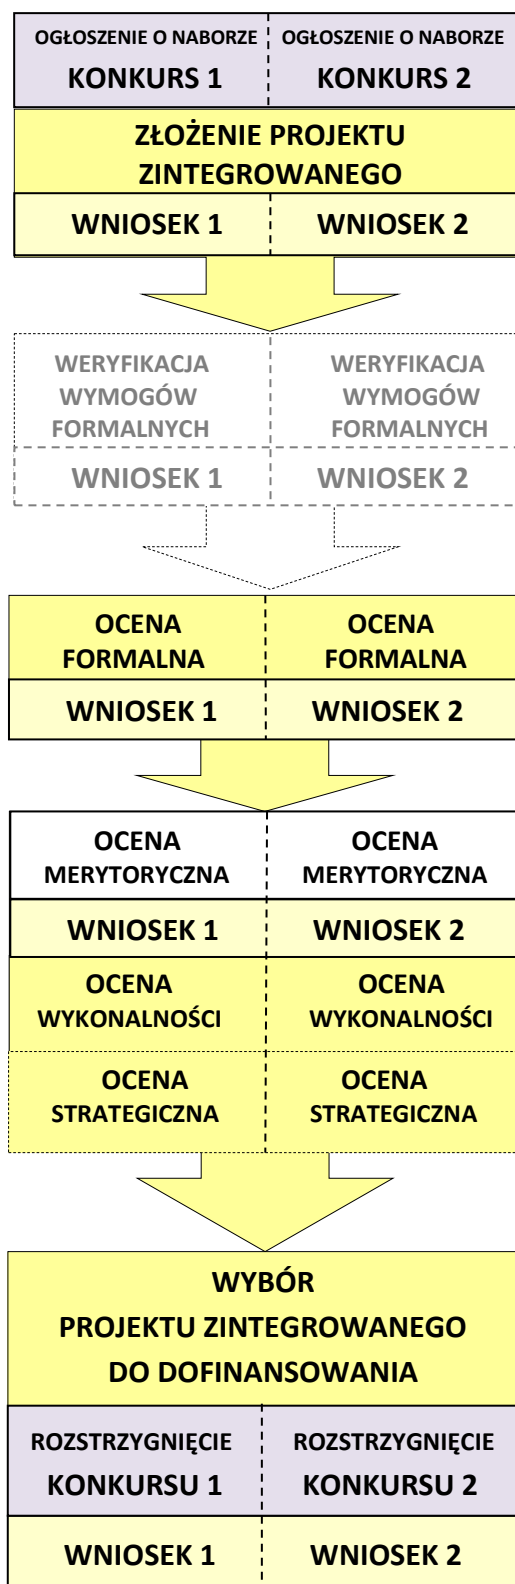 OGŁOSZENIE O NABORZE OGŁOSZENIE O NABORZE
KONKURS 1 KONKURS 2
ZŁOŻENIE PROJEKTU
ZINTEGROWANEGO
WNIOSEK 1 WNIOSEK 2
WERYFIKACJA WERYFIKACJA
WYMOGÓW WYMOGÓW
FORMALNYCH FORMALNYCH
WNIOSEK 1 WNIOSEK 2
OCENA OCENA
FORMALNA FORMALNA
WNIOSEK 1 WNIOSEK 2
OCENA OCENA
MERYTORYCZNA MERYTORYCZNA
WNIOSEK 1 WNIOSEK 2
OCENA OCENA
WYKONALNOŚCI WYKONALNOŚCI
OCENA OCENA
STRATEGICZNA STRATEGICZNA
WYBÓR
PROJEKTU ZINTEGROWANEGO
DO DOFINANSOWANIA
ROZSTRZYGNIĘCIE ROZSTRZYGNIĘCIE
KONKURSU 1 KONKURSU 2
WNIOSEK 1 WNIOSEK 2